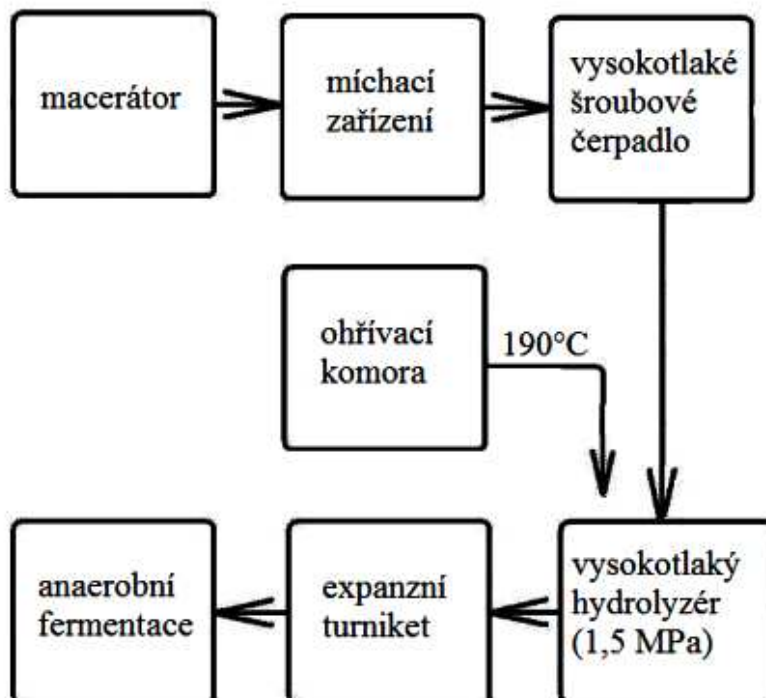 macerátor
míchací
zařízení
vysokotlaké
šroubové
čerpadlo
ohřívací
komora
190°C
vysokotlaký
hydrolyzér
(1,5 MPa)
expanzní
turniket
anaerobní
fermentace